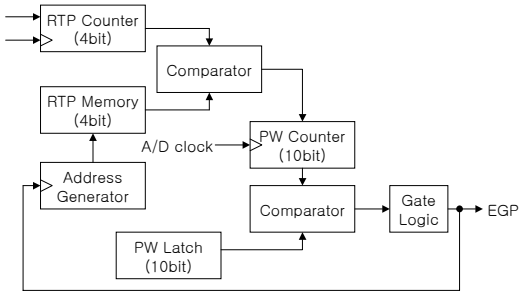 RTP Counter
(4bit)
Comparator
RTP Memory
(4bit)
A/D clock
PW Counter
(10bit)
Address
Generator
Comparator
Gate
Logic
EGP
PW Latch
(10bit)